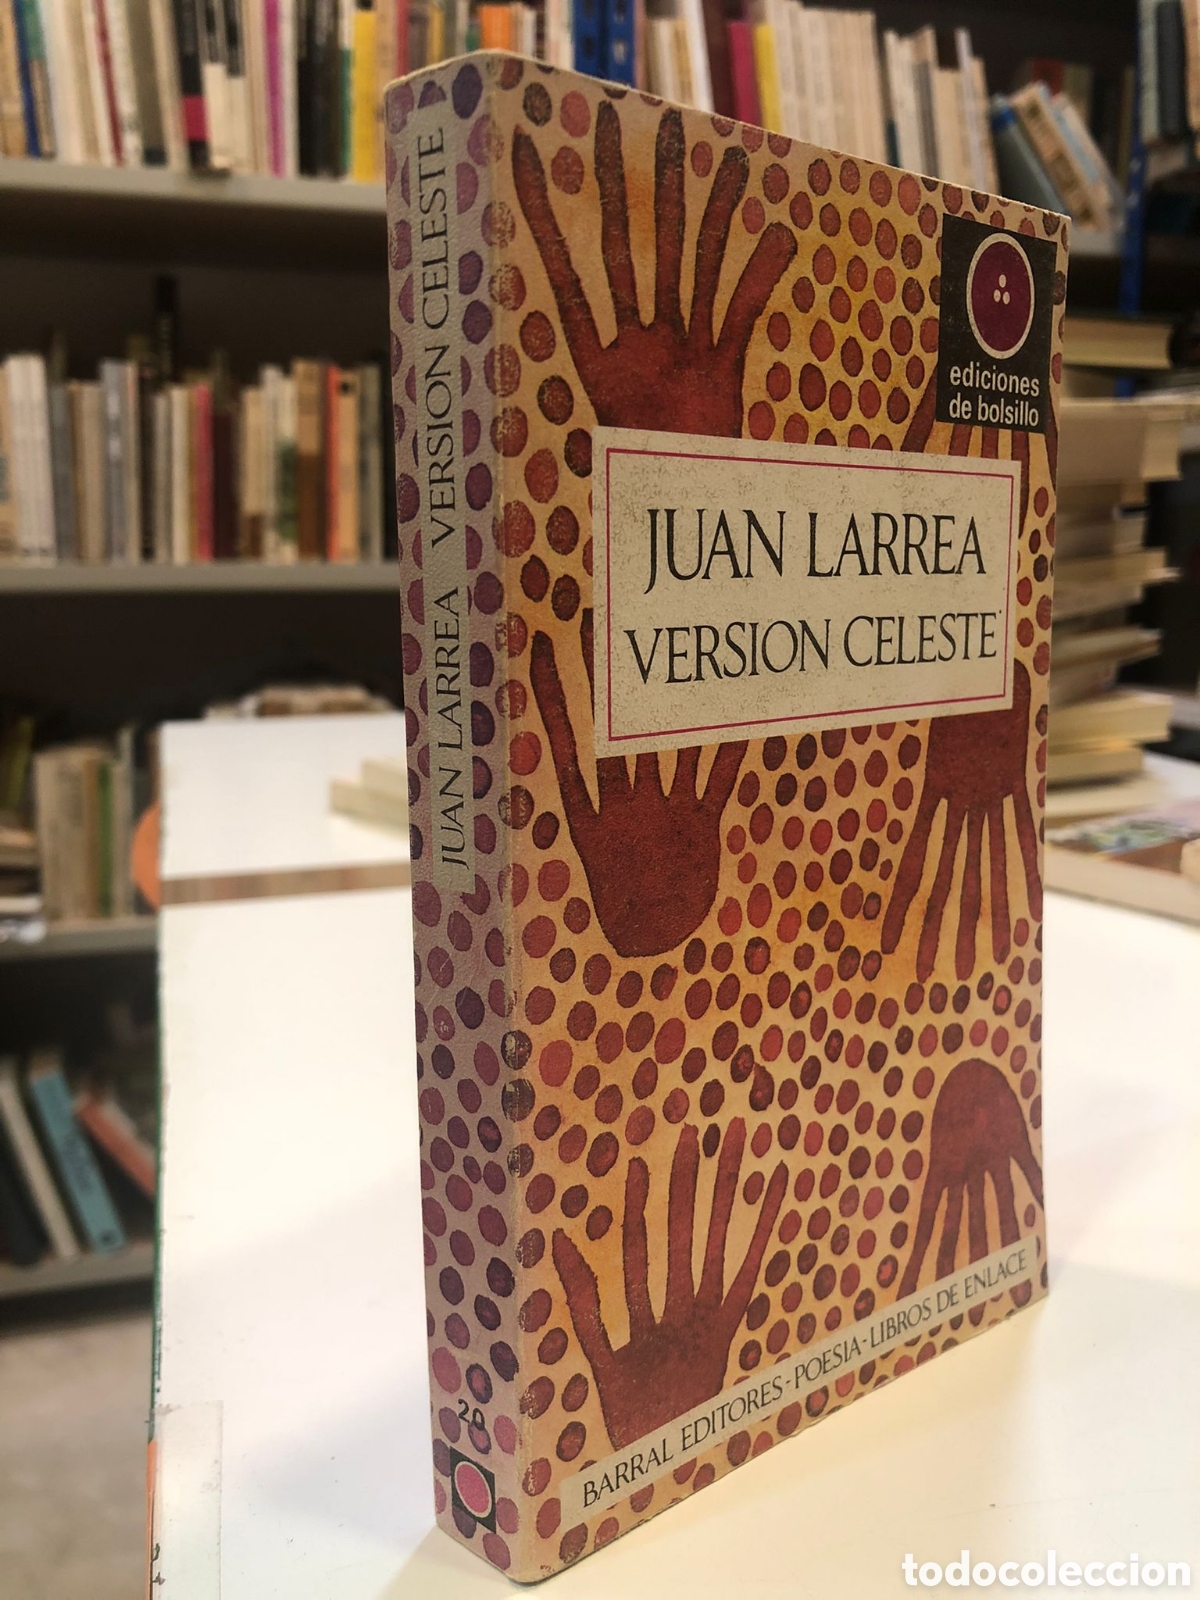 JUAN LARREA VERSION CELESTE
20
ediciones
de bolsillo
JUAN LARREA
VERSION CELESTE
BARRAL EDITORES-POESIA-LIBROS DE ENLACE
todocoleccion